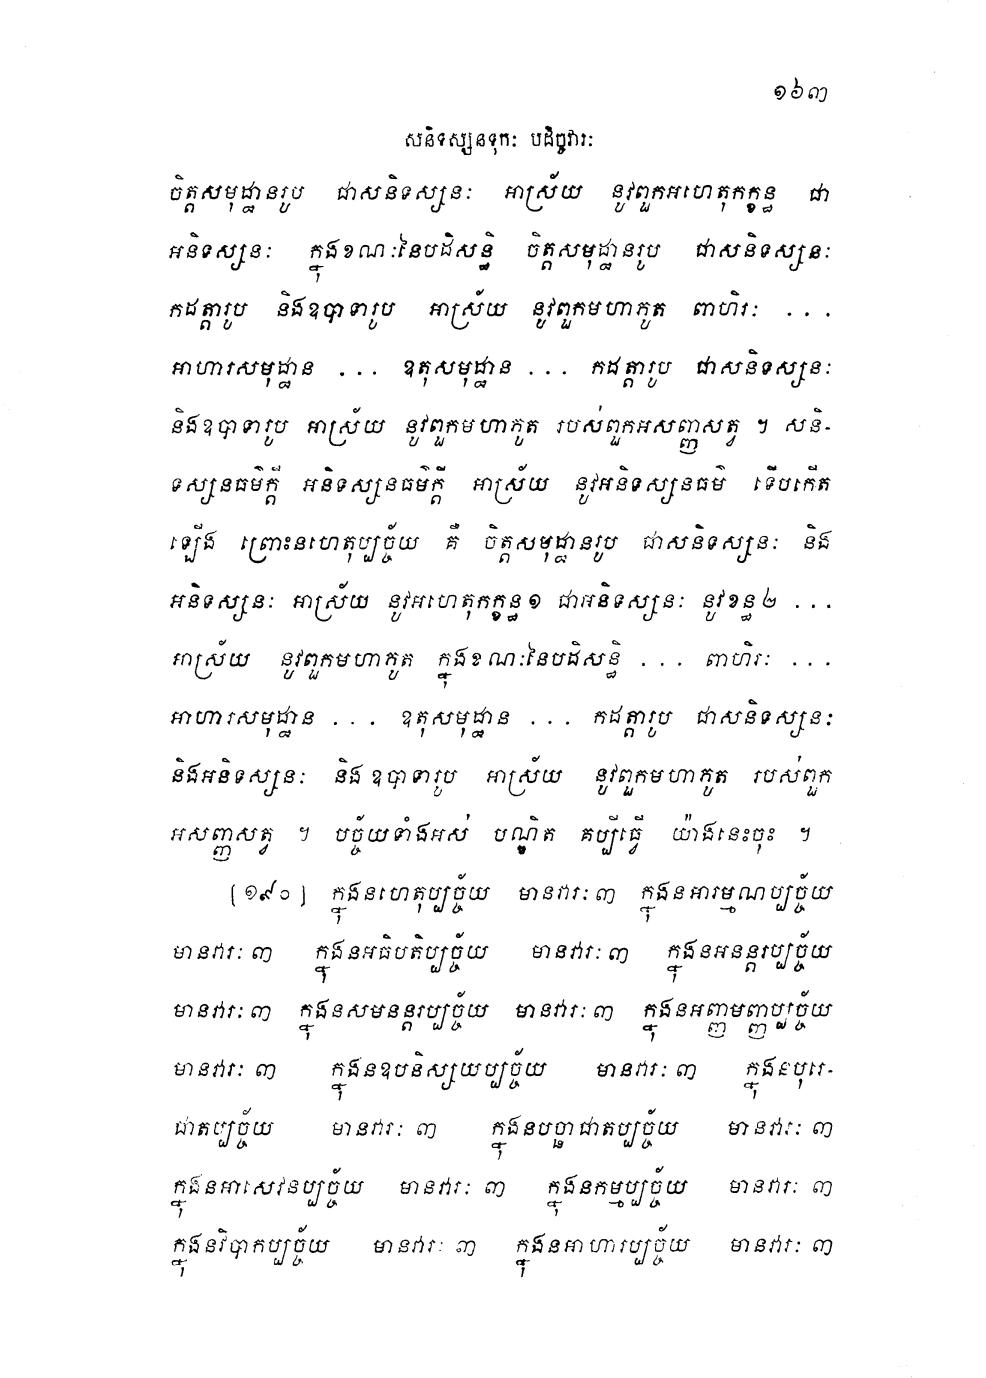 ១៦៣
សនិទស្សនទុកៈ បដិច្ចវារៈ
ចិត្តសមុដ្ឋានរូប ជាសនិទស្សនៈ អាស្រ័យ នូវពួកអហេតុកក្ខន្ធ ជា
អនិទស្សនៈ ក្នុងខណៈនៃបដិសន្ធិ ចិត្តសមុដ្ឋានរូប ជាសនិទស្សនៈ
កដត្តារូប និងឧបាទារូប អាស្រ័យ នូវពួកមហាភូត ពាហិរៈ ...
អាហារសមុដ្ឋាន ... ឧតុសមុដ្ឋាន ... កដត្តារូប ជាសនិទស្សនៈ
និងឧបាទារូប អាស្រ័យ នូវពួកមហាភូត របស់ពួកអសញ្ញសត្វ ។ សនិ-
ទស្សនធម៌ក្តី អនិទស្សនធម៌ក្តី អាស្រ័យ នូវអនិទស្សនធម៌ ទើបកើត
ឡើង ព្រោះនហេតុប្បច្ច័យ គឺ ចិត្តសមុដ្ឋានរូប ជាសនិទស្សនៈ និង
អនិទស្សនៈ អាស្រ័យ នូវអហេតុកក្ខន្ធ១ ជាអនិទស្សនៈ នូវខន្ធ២ ...
អាស្រ័យ នូវពួកមហាភូត ក្នុងខណៈនៃបដិសន្ធិ ... ពាហិរៈ ...
អាហារសមុដ្ឋាន ... ឧតុសមុដ្ឋាន ... កដត្តារូប ជាសនិទស្សនៈ
និងអនិទស្សនៈ និងឧបាទារូប អាស្រ័យ នូវពួកមហាភូត របស់ពួក
អសញ្ញសត្វ ។ បច្ច័យទាំងអស់ បណ្ឌិត គប្បីធ្វើ យ៉ាងនេះចុះ ។
[១៩០] ក្នុងនហេតុប្បច្ច័យ មានវារៈ ៣ ក្នុងនអារម្មណប្បច្ច័យ
មានវារៈ ៣ ក្នុងនអធិបតិប្បច្ច័យ មានវារៈ ៣ ក្នុងនអនន្តរប្បច្ច័យ
មានវារៈ ៣ ក្នុងនសមនន្តរប្បច្ច័យ មានវារៈ ៣ ក្នុងនអញ្ញមញ្ញប្បច្ច័យ
មានវារៈ ៣ ក្នុងនឧបនិស្សយប្បច្ច័យ មានវារៈ ៣ ក្នុងនបុរេ-
ជាតប្បច្ច័យ មានវារៈ ៣ ក្នុងនបច្ឆាជាតប្បច្ច័យ មានវារៈ ៣
ក្នុងនអាសេវនប្បច្ច័យ មានវារៈ ៣ ក្នុងនកម្មប្បច្ច័យ មានវារៈ ៣
ក្នុងនវិបាកប្បច្ច័យ មានវារៈ ៣ ក្នុងនអាហារប្បច្ច័យ មានវារៈ ៣